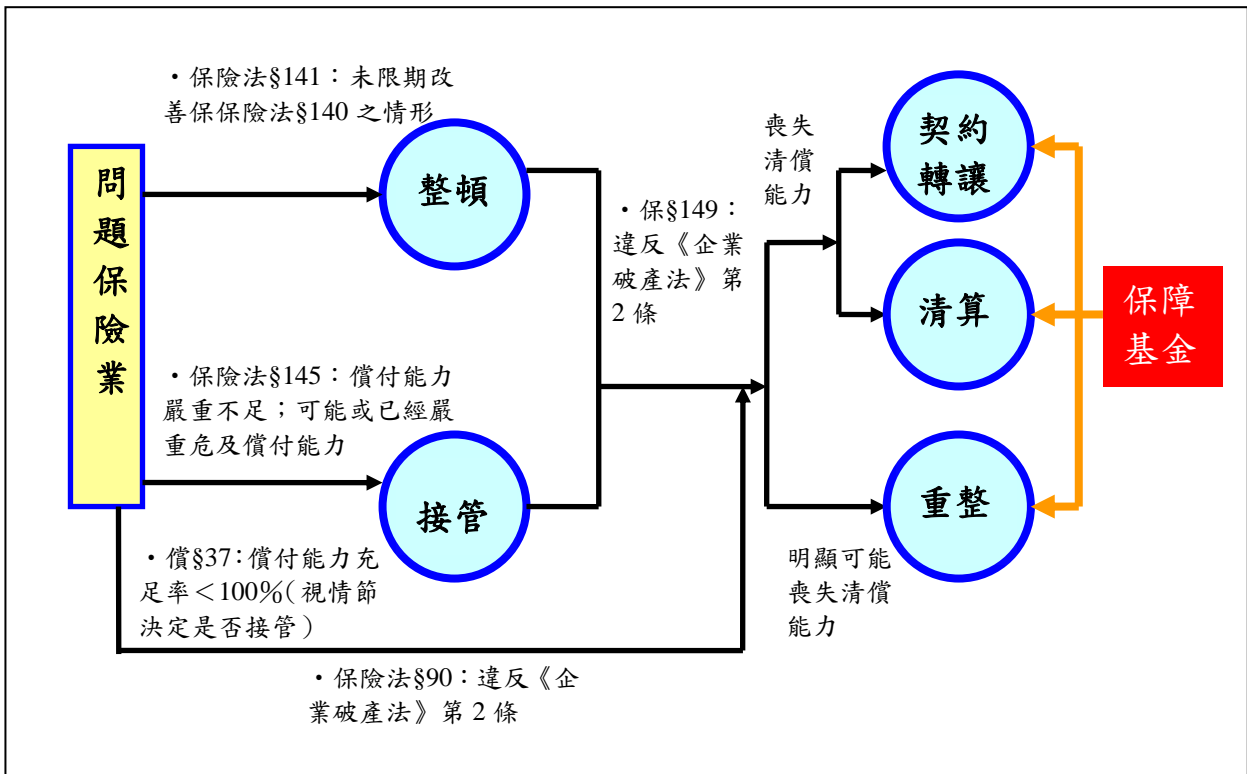 ・保險法§141：未限期改
善保保險法§140 之情形
問
題
保
險
業
整頓
・保§149：
違反《企業
破產法》第
2 條
喪失
清償
能力
契約
轉讓
清算
保障
基金
・保險法§145：償付能力
嚴重不足；可能或已經嚴
重危及償付能力
接管
重整
・償§37：償付能力充
足率＜100%（視情節
決定是否接管）
明顯可能
喪失清償
能力
・保險法§90：違反《企
業破產法》第 2 條